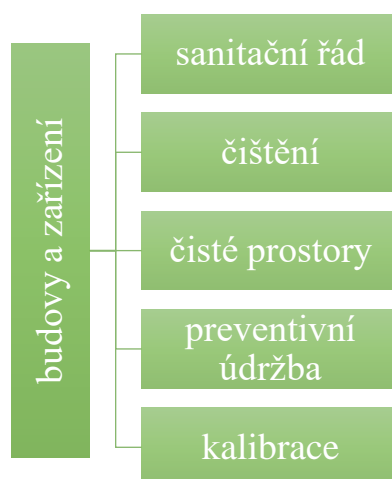 budovy a zařízení
sanitační řád
čištění
čisté prostory
preventivní
údržba
kalibrace